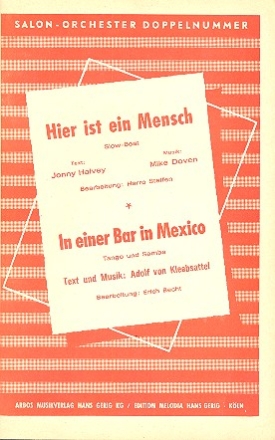 SALON-ORCHESTER DOPPELNUMMER
Hier ist ein Mensch
Slow-Beat
Text: Musik:
Jonny Halvey Mike Doven
Bearbeitung: Harro Steffen
*
In einer Bar in Mexico
Tango und Samba
Text und Musik: Adolf von Kleebsattel
Bearbeitung: Erich Becht
ARDOS MUSIKVERLAG HANS GERIG KG / EDITION MELODIA HANS GERIG - KÖLN